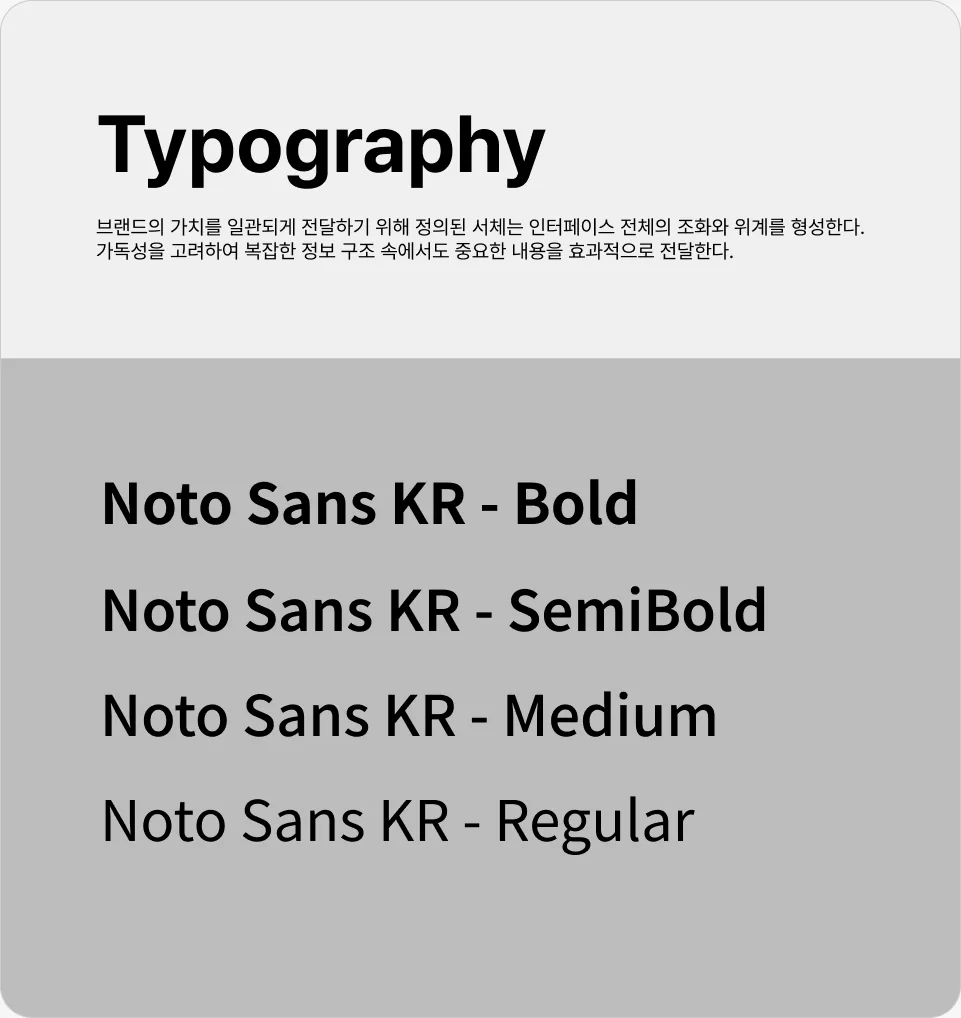 Typography
브랜드의 가치를 일관되게 전달하기 위해 정의된 서체는 인터페이스 전체의 조화와 위계를 형성한다.
가독성을 고려하여 복잡한 정보 구조 속에서도 중요한 내용을 효과적으로 전달한다.
Noto Sans KR - Bold
Noto Sans KR - SemiBold
Noto Sans KR - Medium
Noto Sans KR - Regular